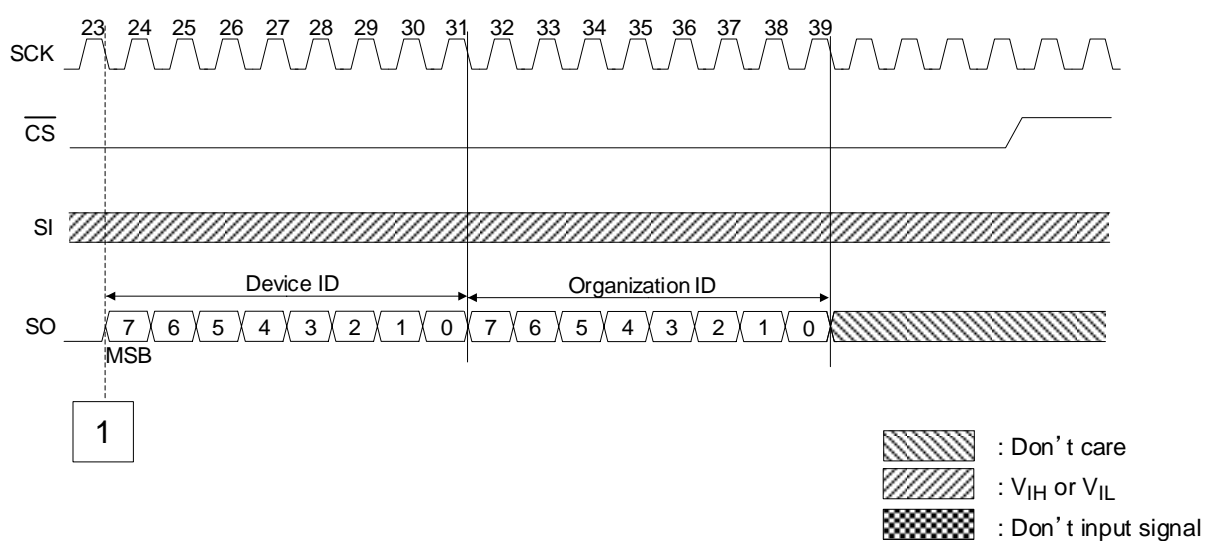 23 24 25 26 27 28 29 30 31 32 33 34 35 36 37 38 39
SCK
CS
SI
Device ID Organization ID
SO 7 6 5 4 3 2 1 0 7 6 5 4 3 2 1 0
MSB
1
: Don't care
: VIH or VIL
: Don't input signal